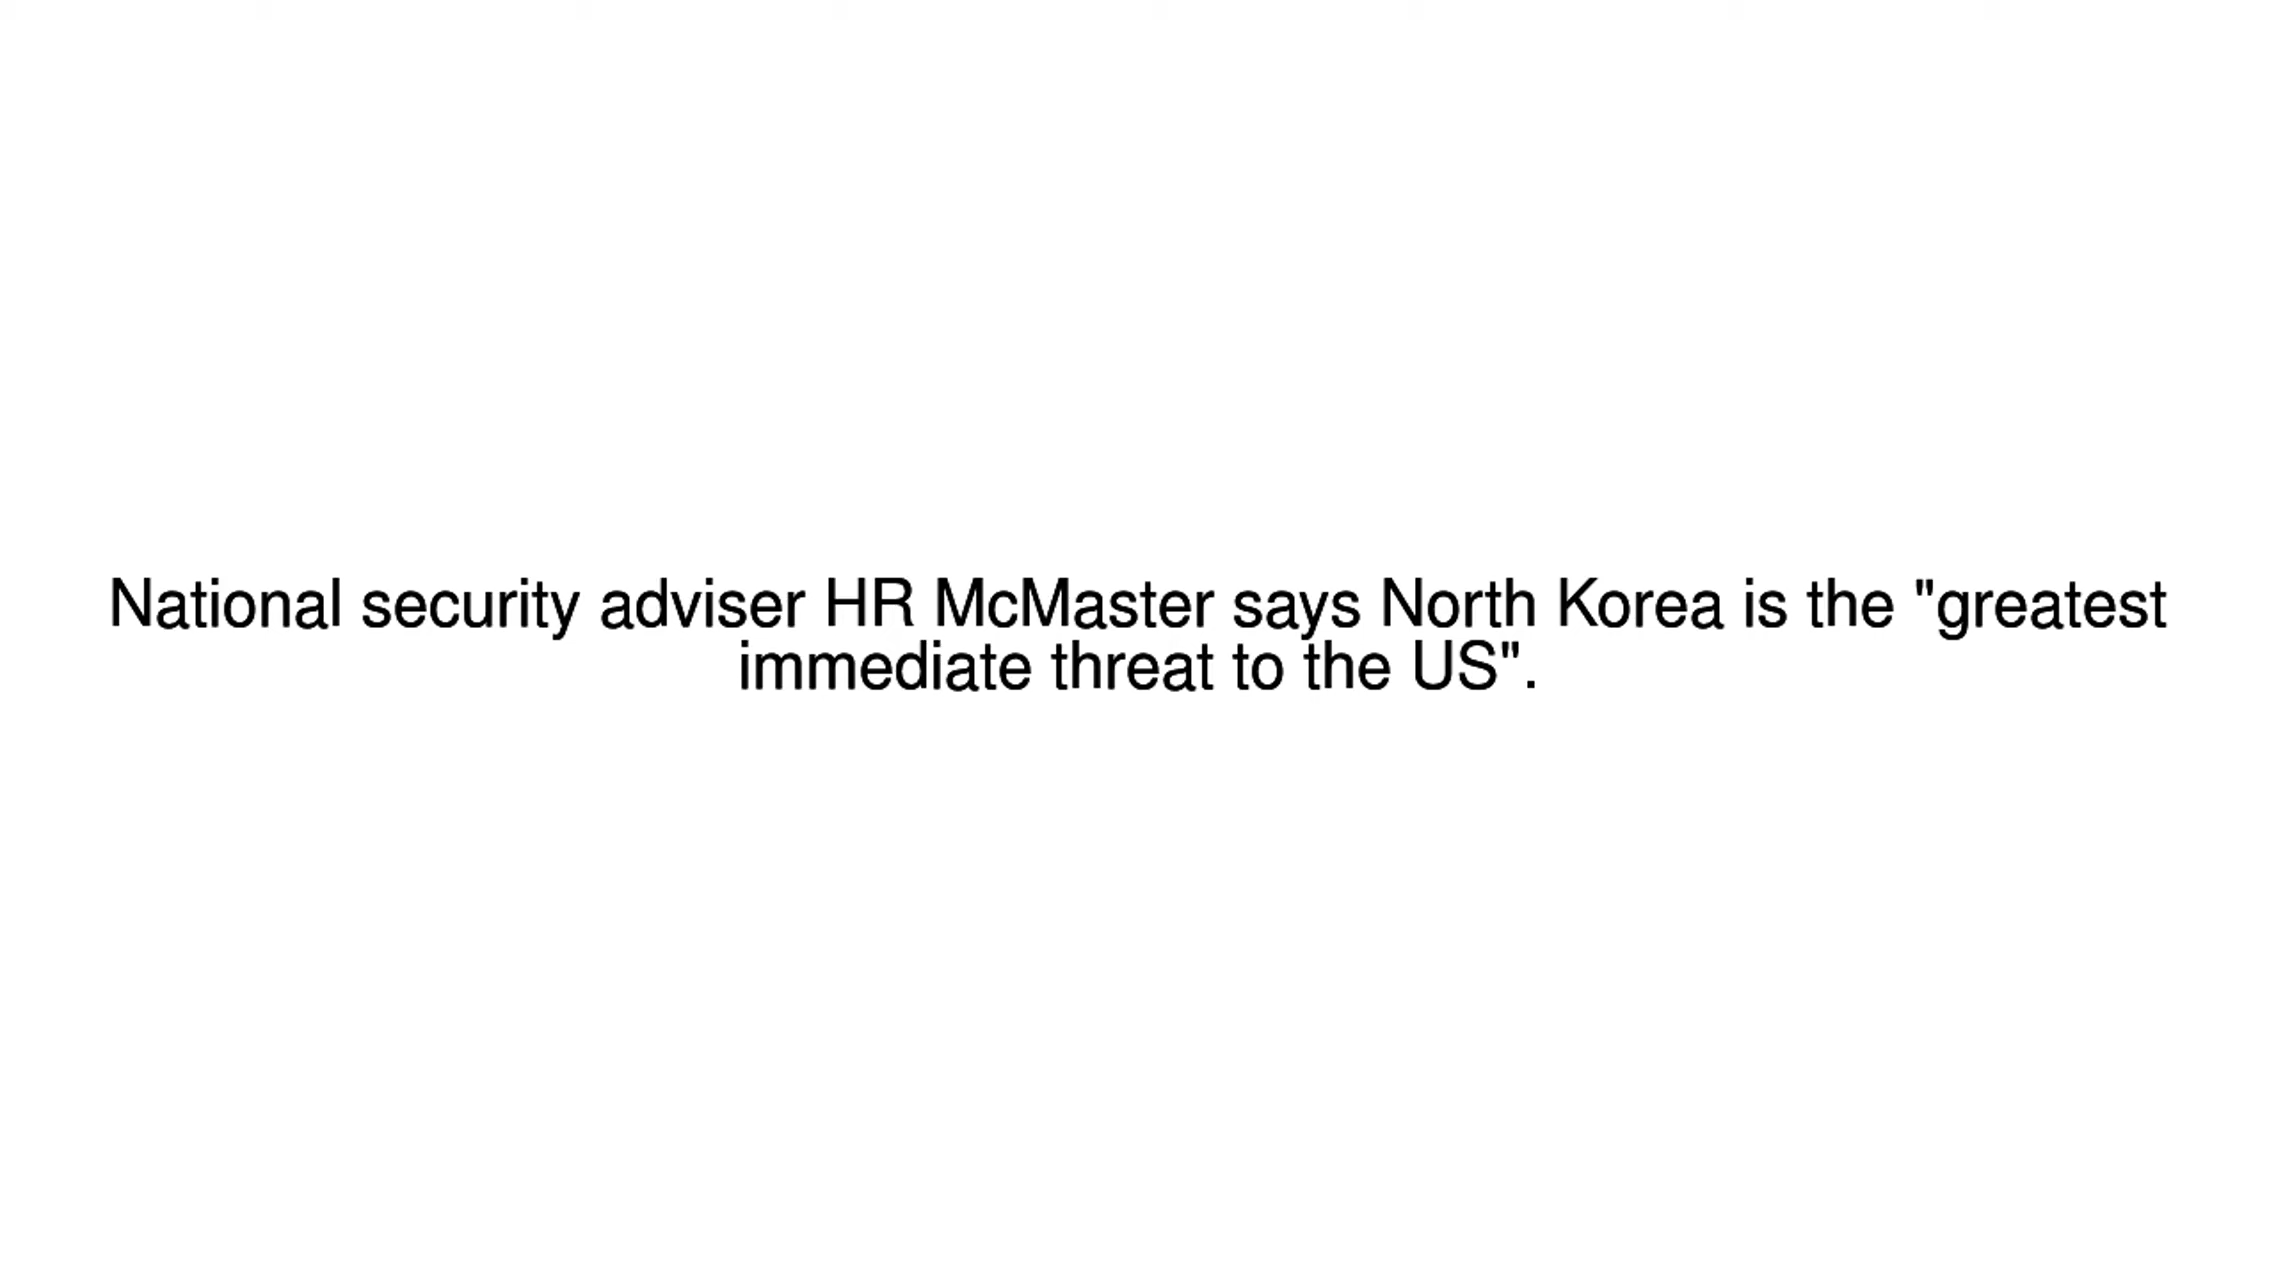 National security adviser HR McMaster says North Korea is the "greatest
immediate threat to the US".